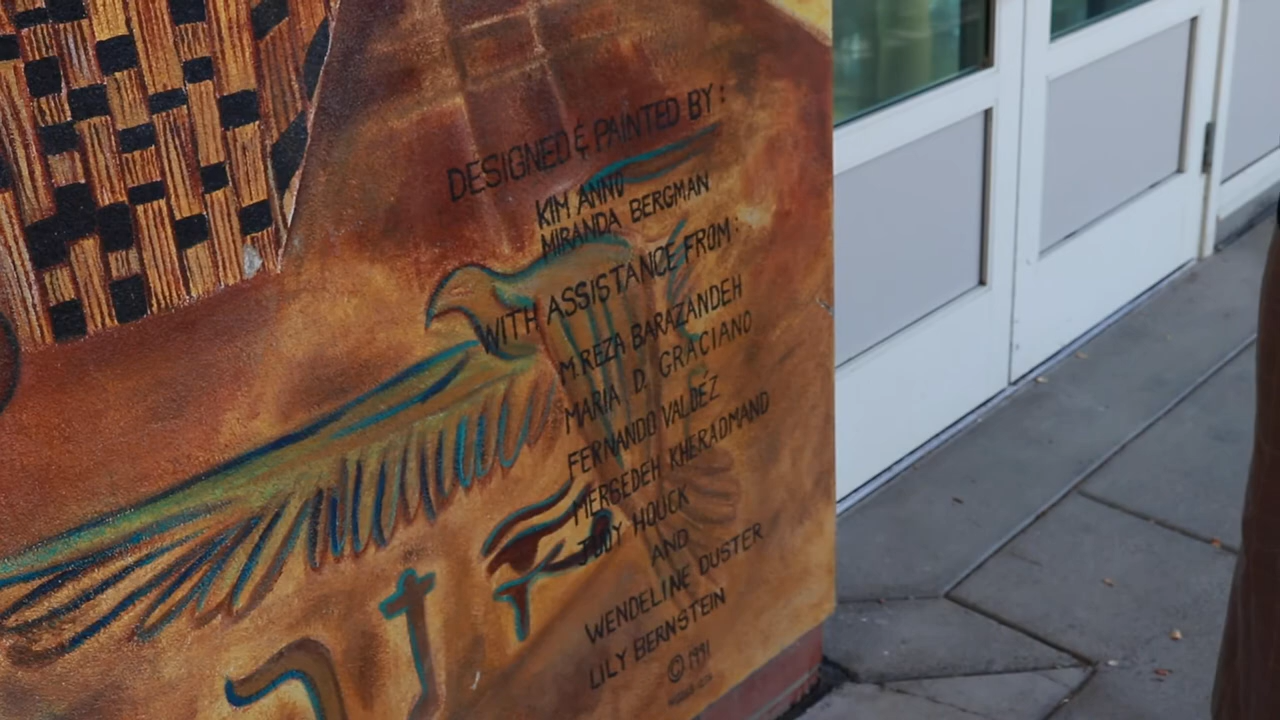 DESIGNED & PAINTED BY:
KIM ANNO
MIRANDA BERGMAN
WITH ASSISTANCE FROM:
M. REZA BARAZANDEH
MARIA D. GRACIANO
FERNANDO VALDÉZ
MERGEDEH KHERADMAND
JUDY HOUCK
AND
WENDELINE DUSTER
LILY BERNSTEIN
© 1991